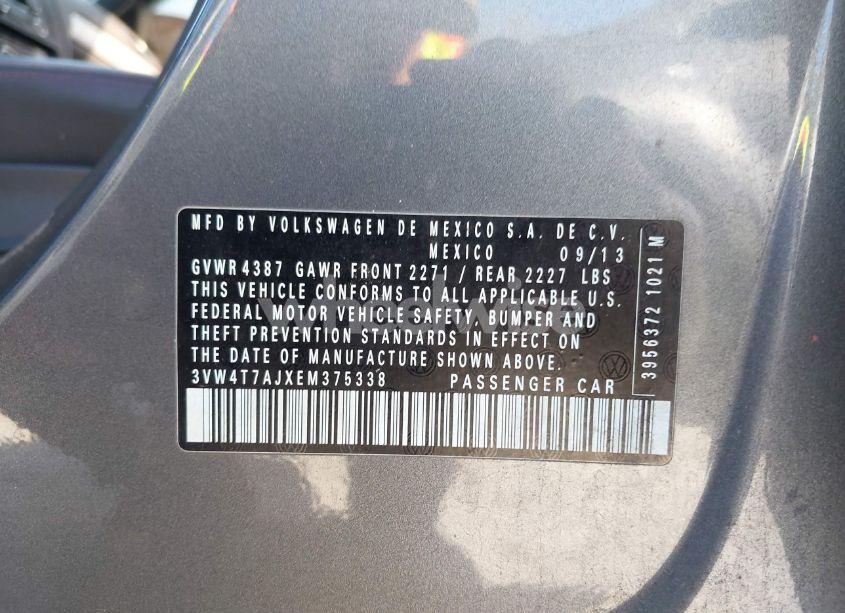 MFD BY VOLKSWAGEN DE MEXICO S.A. DE C.V.
MEXICO 09/13
GVWR 4387 GAWR FRONT 2271 / REAR 2227 LBS
THIS VEHICLE CONFORMS TO ALL APPLICABLE U.S.
FEDERAL MOTOR VEHICLE SAFETY, BUMPER AND
THEFT PREVENTION STANDARDS IN EFFECT ON
THE DATE OF MANUFACTURE SHOWN ABOVE.
3VW4T7AJXEM375338 PASSENGER CAR
3956372 1021 M